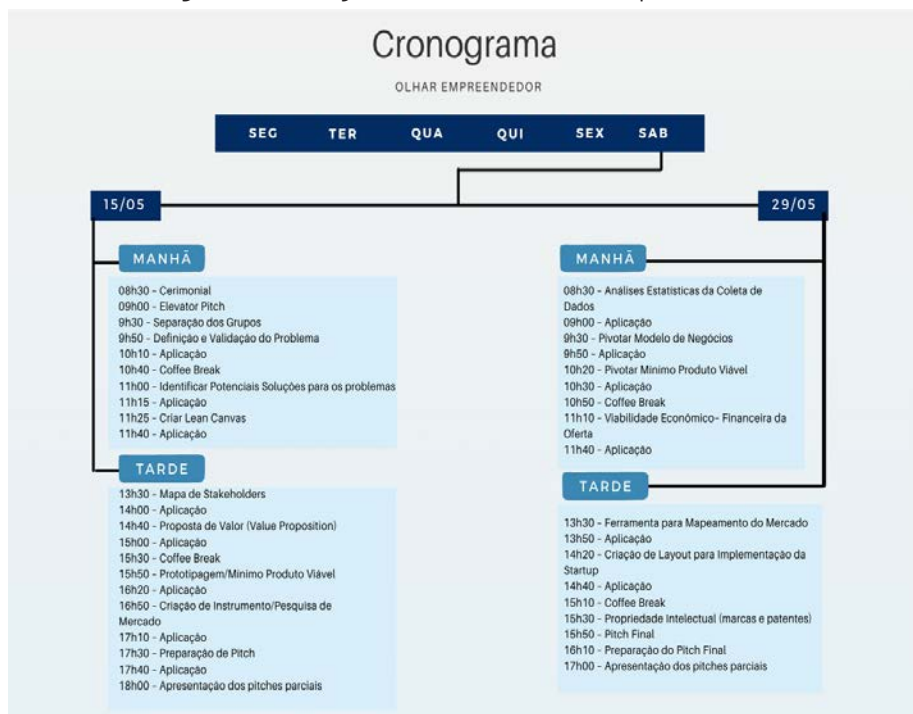 Cronograma
OLHAR EMPREENDEDOR
SEG TER QUA QUI SEX SAB
15/05
MANHÃ
08h30 - Cerimonial
09h00 - Elevator Pitch
9h30 - Separação dos Grupos
9h50 - Definição e Validação do Problema
10h10 - Aplicação
10h40 - Coffee Break
11h00 - Identificar Potenciais Soluções para os problemas
11h15 - Aplicação
11h25 - Criar Lean Canvas
11h40 - Aplicação
TARDE
13h30 - Mapa de Stakeholders
14h00 - Aplicação
14h40 - Proposta de Valor (Value Proposition)
15h00 - Aplicação
15h30 - Coffee Break
15h50 - Prototipagem/Mínimo Produto Viável
16h20 - Aplicação
16h50 - Criação de Instrumento/Pesquisa de
Mercado
17h10 - Aplicação
17h30 - Preparação de Pitch
17h40 - Aplicação
18h00 - Apresentação dos pitches parciais
29/05
MANHÃ
08h30 - Análises Estatísticas da Coleta de
Dados
09h00 - Aplicação
9h30 - Pivotar Modelo de Negócios
9h50 - Aplicação
10h20 - Pivotar Mínimo Produto Viável
10h30 - Aplicação
10h50 - Coffee Break
11h10 - Viabilidade Econômico- Financeira da
Oferta
11h40 - Aplicação
TARDE
13h30 - Ferramenta para Mapeamento do Mercado
13h50 - Aplicação
14h20 - Criação de Layout para Implementação da
Startup
14h40 - Aplicação
15h10 - Coffee Break
15h30 - Propriedade Intelectual (marcas e patentes)
15h50 - Pitch Final
16h10 - Preparação do Pitch Final
17h00 - Apresentação dos pitches parciais